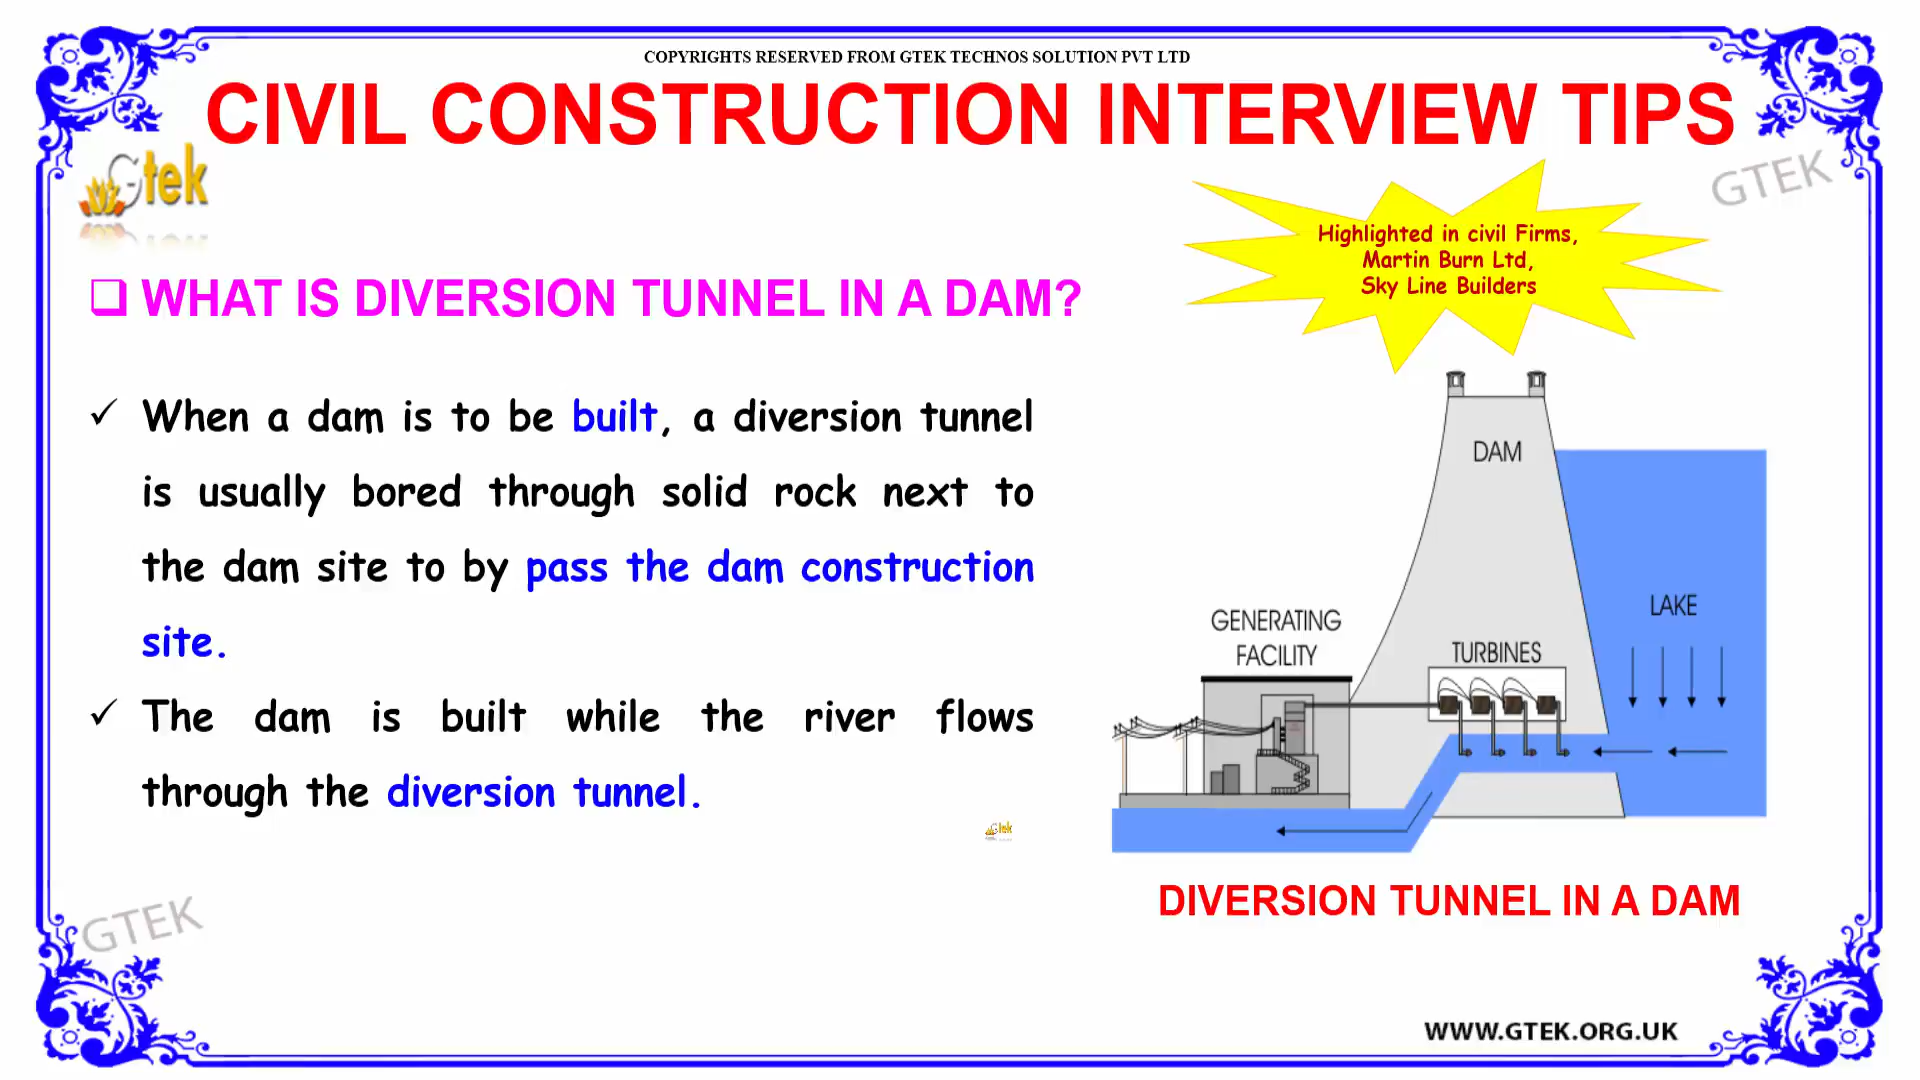 COPYRIGHTS RESERVED FROM GTEK TECHNOS SOLUTION PVT LTD
CIVIL CONSTRUCTION INTERVIEW TIPS
Gtek
GTEK
Highlighted in civil Firms,
Martin Burn Ltd,
Sky Line Builders
WHAT IS DIVERSION TUNNEL IN A DAM?
When a dam is to be built, a diversion tunnel
is usually bored through solid rock next to
the dam site to by pass the dam construction
site.
The dam is built while the river flows
through the diversion tunnel.
Gtek
DAM
LAKE
GENERATING
FACILITY
TURBINES
DIVERSION TUNNEL IN A DAM
GTEK
WWW.GTEK.ORG.UK